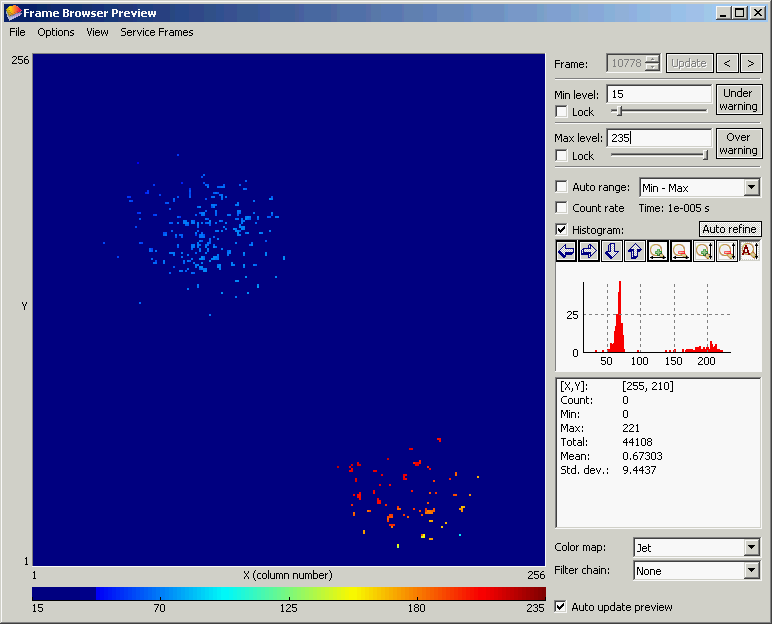 Frame Browser Preview
File Options View Service Frames
256
Y
1
1 X (column number) 256
15 70 125 180 235
Frame: 10778 Update < >
Min level: 15 Under warning
Lock
Max level: 235 Over warning
Lock
Auto range: Min - Max
Count rate Time: 1e-005 s
Histogram: Auto refine
A
25
0
50 100 150 200
[X,Y]: [255, 210]
Count: 0
Min: 0
Max: 221
Total: 44108
Mean: 0.67303
Std. dev.: 9.4437
Color map: Jet
Filter chain: None
Auto update preview